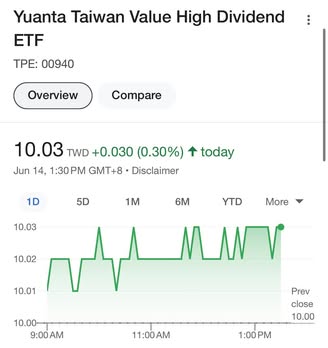 Yuanta Taiwan Value High Dividend
ETF
TPE: 00940
Overview
Compare
10.03 TWD +0.030 (0.30%) ↑ today
Jun 14, 1:30 PM GMT+8 • Disclaimer
1D 5D 1M 6M YTD More
10.03
10.02
10.01
10.00
Prev
close
10.00
9:00 AM 11:00 AM 1:00 PM